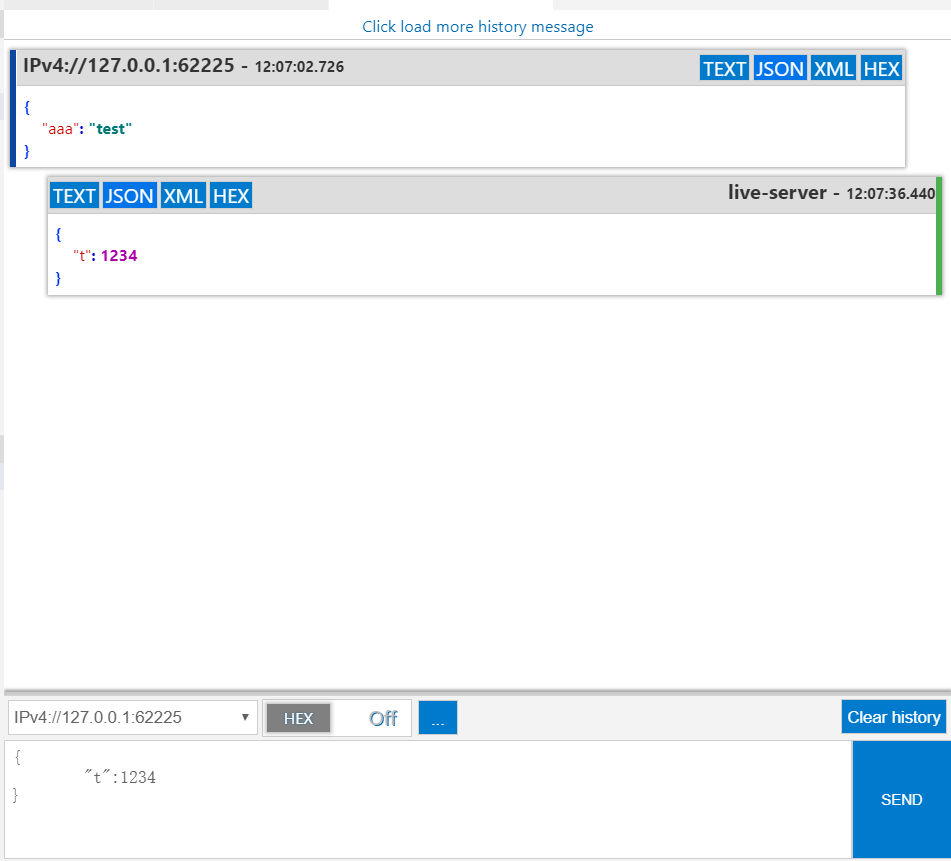 Click load more history message
IPv4://127.0.0.1:62225 - 12:07:02.726 TEXT JSON XML HEX
{
"aaa": "test"
}
TEXT JSON XML HEX live-server - 12:07:36.440
{
"t": 1234
}
IPv4://127.0.0.1:62225 HEX Off ... Clear history
{
"t":1234
}
SEND